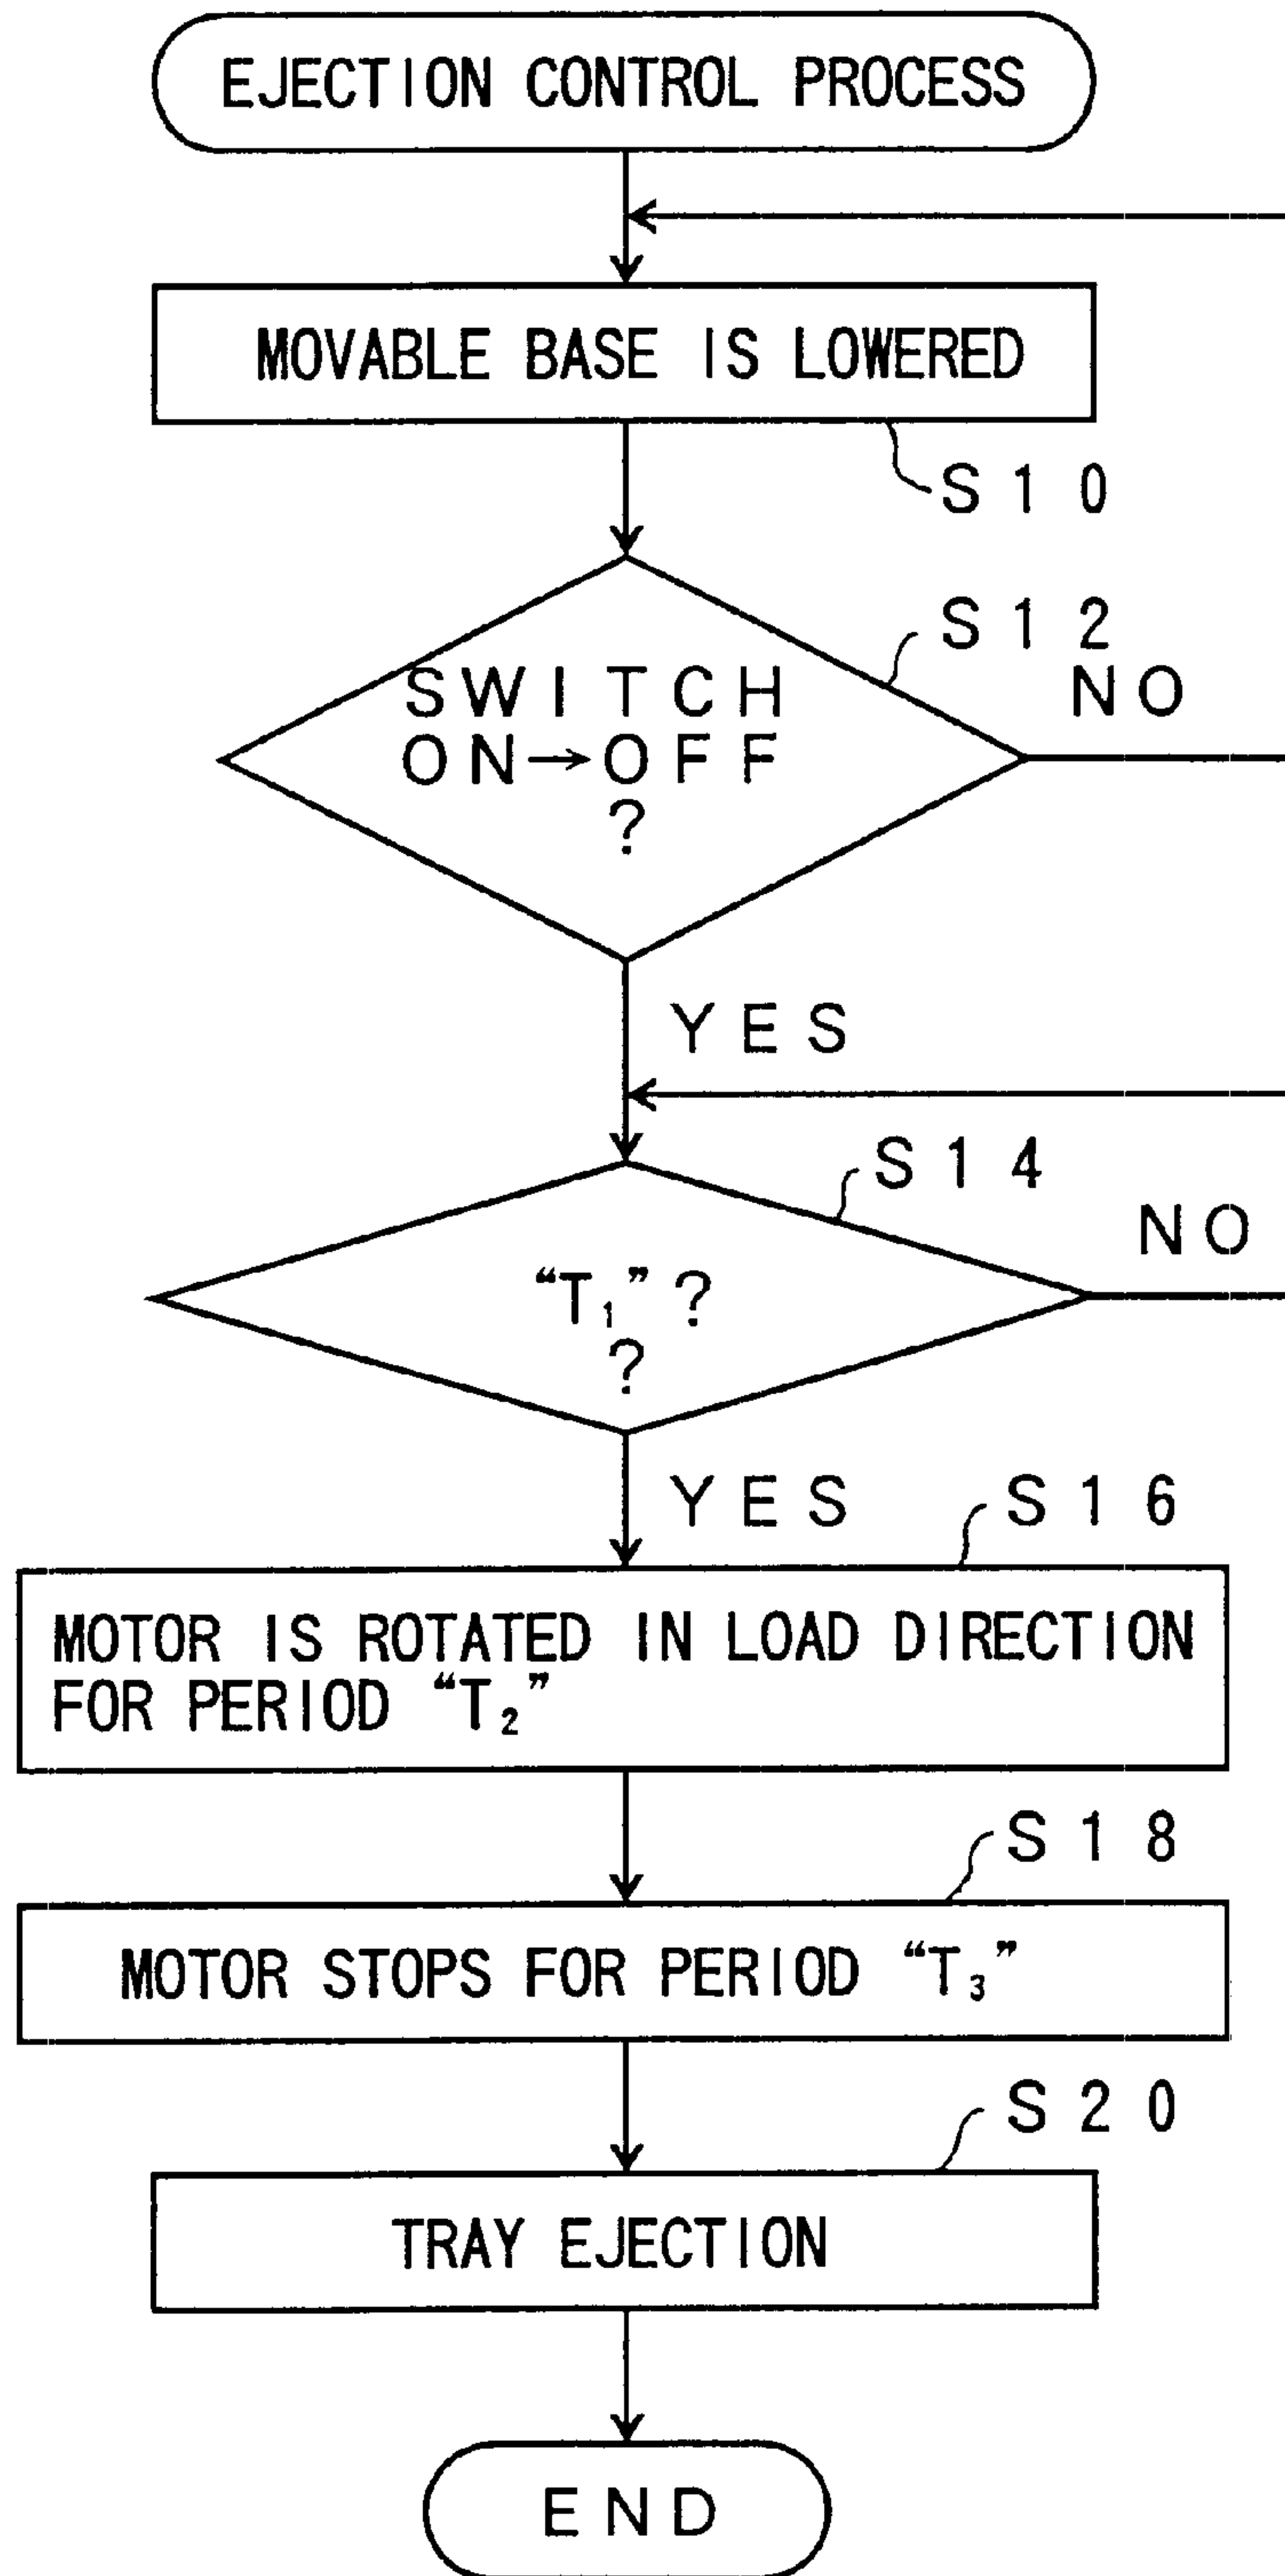 EJECTION CONTROL PROCESS
MOVABLE BASE IS LOWERED
S10
S12
SWITCH
ON→OFF
?
NO
YES
S14
NO
“T₁”?
?
YES
S16
MOTOR IS ROTATED IN LOAD DIRECTION
FOR PERIOD “T₂”
S18
MOTOR STOPS FOR PERIOD “T₃”
S20
TRAY EJECTION
END